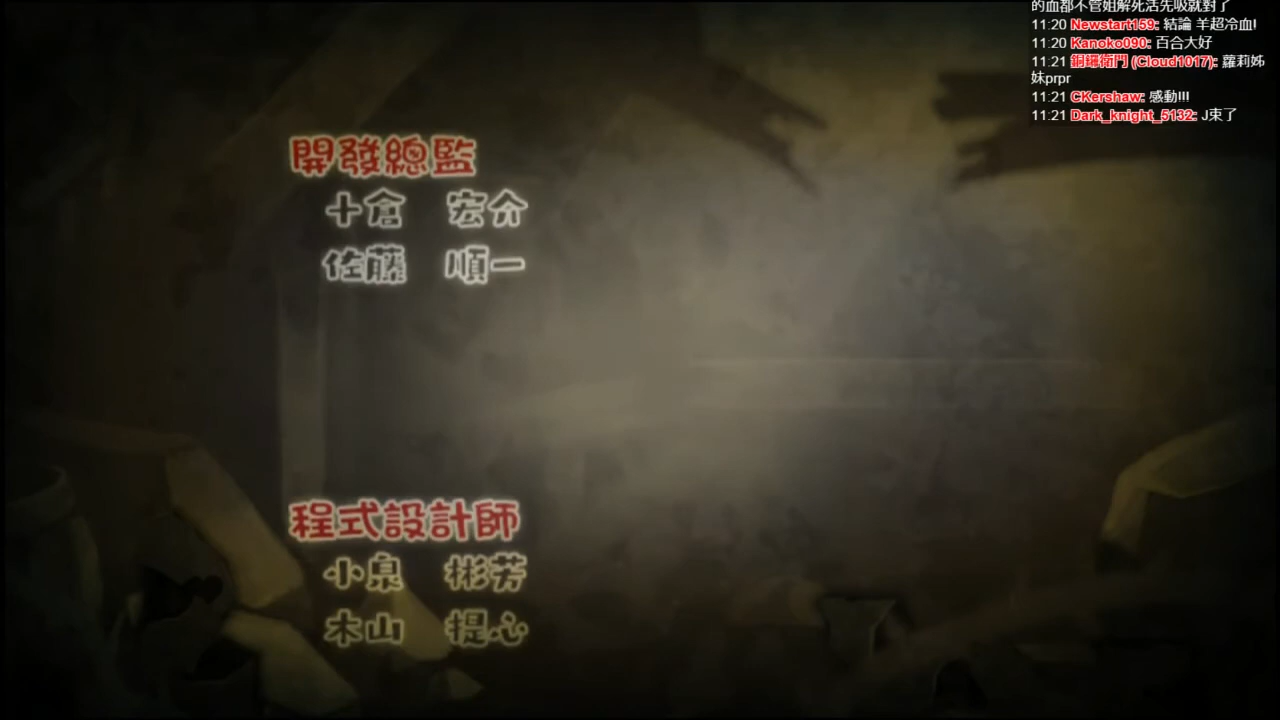 的血都不管姐解死活先吸就對了
11:20 Newstart159: 結論 羊超冷血!
11:20 Kanoko090: 百合大好
11:21 銅鑼衛門 (Cloud1017): 蘿莉姊
妹prpr
11:21 CKershaw: 感動!!!
11:21 Dark_knight_5132: J束了
開發總監
十倉 宏介
佐藤 順一
程式設計師
小泉 彬芳
木山 提心